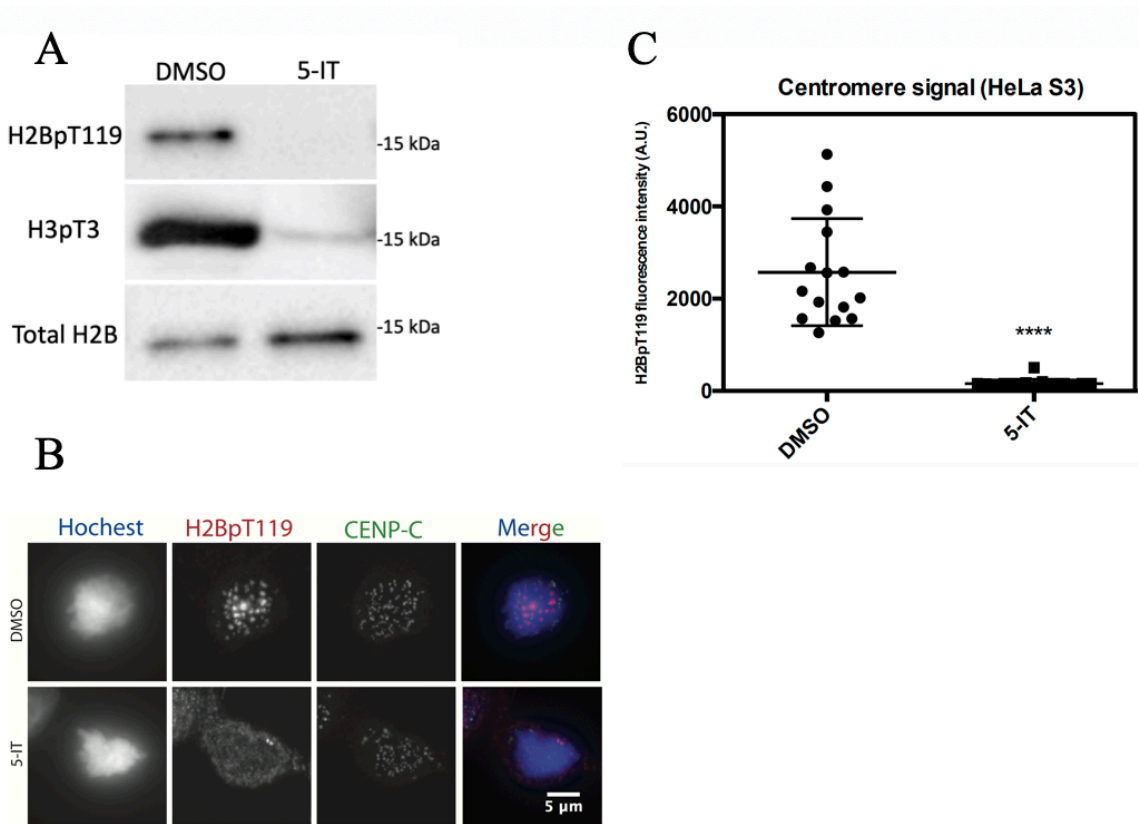 A
DMSO 5-IT
H2BpT119
-15 kDa
H3pT3
-15 kDa
Total H2B
-15 kDa
B
Hochest H2BpT119 CENP-C Merge
DMSO
5-IT
5 µm
C
Centromere signal (HeLa S3)
H2BpT119 fluorescence intensity (A.U.)
6000
4000
2000
0
****
DMSO
5-IT